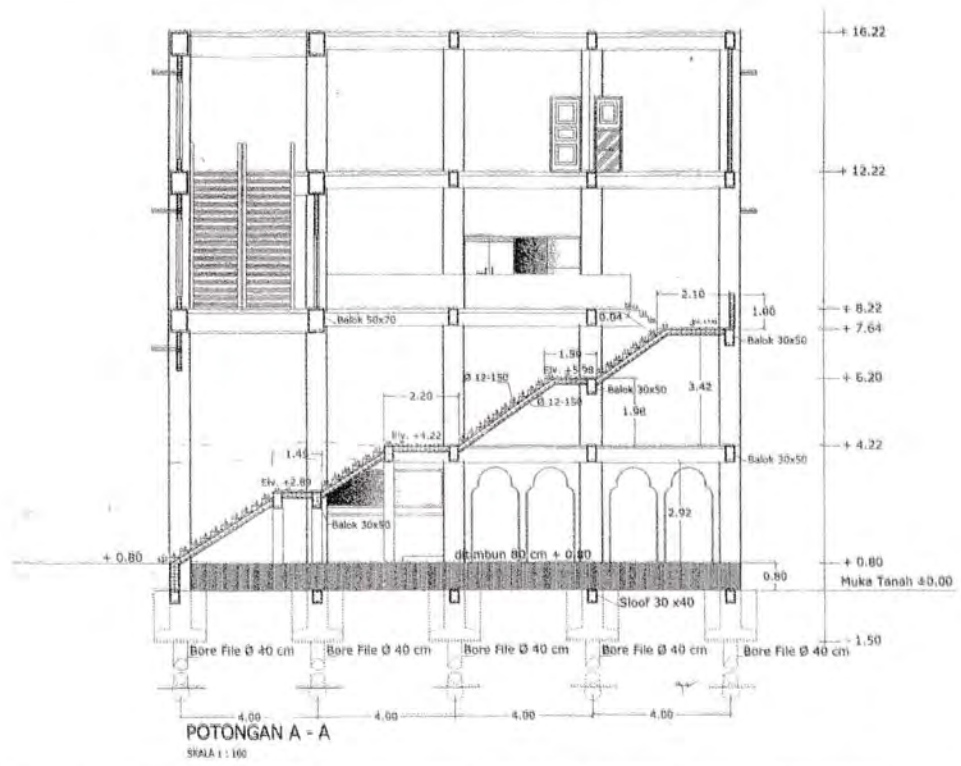 + 16.22
+ 12.22
2.10
+ 8.22
1.00
Balok 50x70
0.04
+ 7.64
Balok 30x50
1.50
Elv. +5.98
+ 6.20
Ø 12-150
Balok 30x50
3.42
2.20
Ø 12-150
1.98
Elv. +4.22
+ 4.22
1.45
Balok 30x50
Elv. +2.89
2.92
Balok 30x50
+ 0.80
ditimbun 80 cm + 0.80
+ 0.80
0.80
Muka Tanah ±0.00
Sloof 30 x40
- 1.50
Bore File Ø 40 cm
Bore File Ø 40 cm
Bore File Ø 40 cm
Bore File Ø 40 cm
Bore File Ø 40 cm
4.00
4.00
4.00
4.00
POTONGAN A - A
SKALA 1 : 100